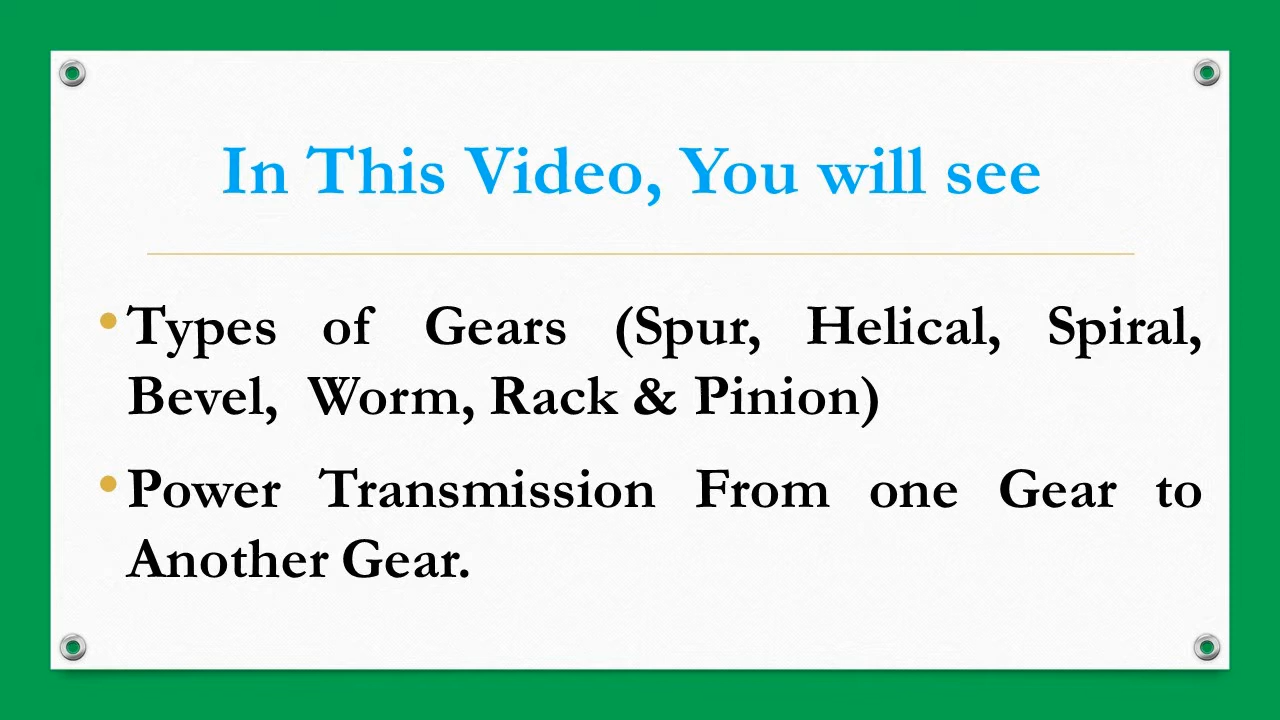 In This Video, You will see
• Types of Gears (Spur, Helical, Spiral,
Bevel, Worm, Rack & Pinion)
• Power Transmission From one Gear to
Another Gear.